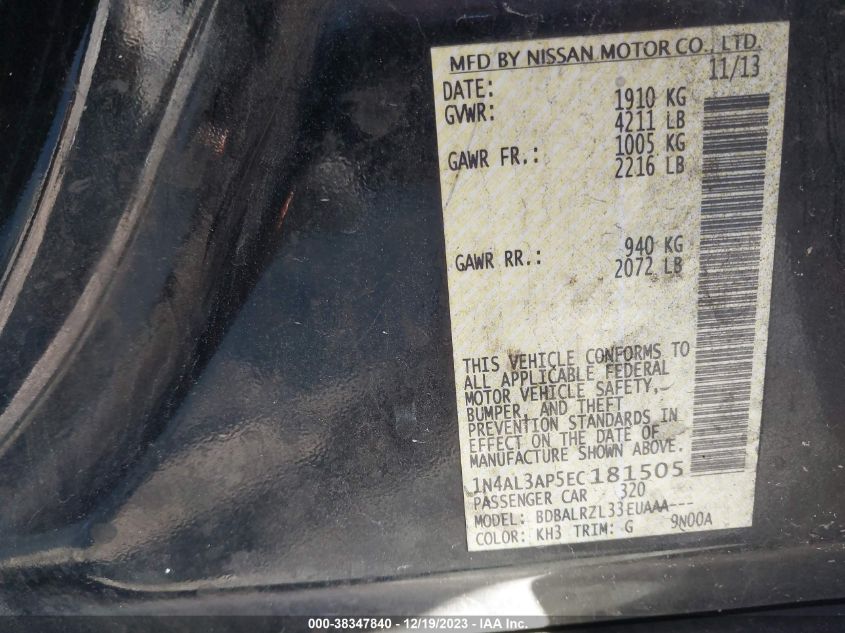 MFD BY NISSAN MOTOR CO., LTD.
DATE: 11/13
GVWR: 1910 KG
4211 LB
GAWR FR.: 1005 KG
2216 LB
GAWR RR.: 940 KG
2072 LB
THIS VEHICLE CONFORMS TO
ALL APPLICABLE FEDERAL
MOTOR VEHICLE SAFETY,
BUMPER, AND THEFT
PREVENTION STANDARDS IN
EFFECT ON THE DATE OF
MANUFACTURE SHOWN ABOVE.
1N4AL3AP5EC181505
PASSENGER CAR 320
MODEL: BDBALRZL33EUAAA---
COLOR: KH3 TRIM: G 9N00A
000-38347840 - 12/19/2023 - IAA Inc.